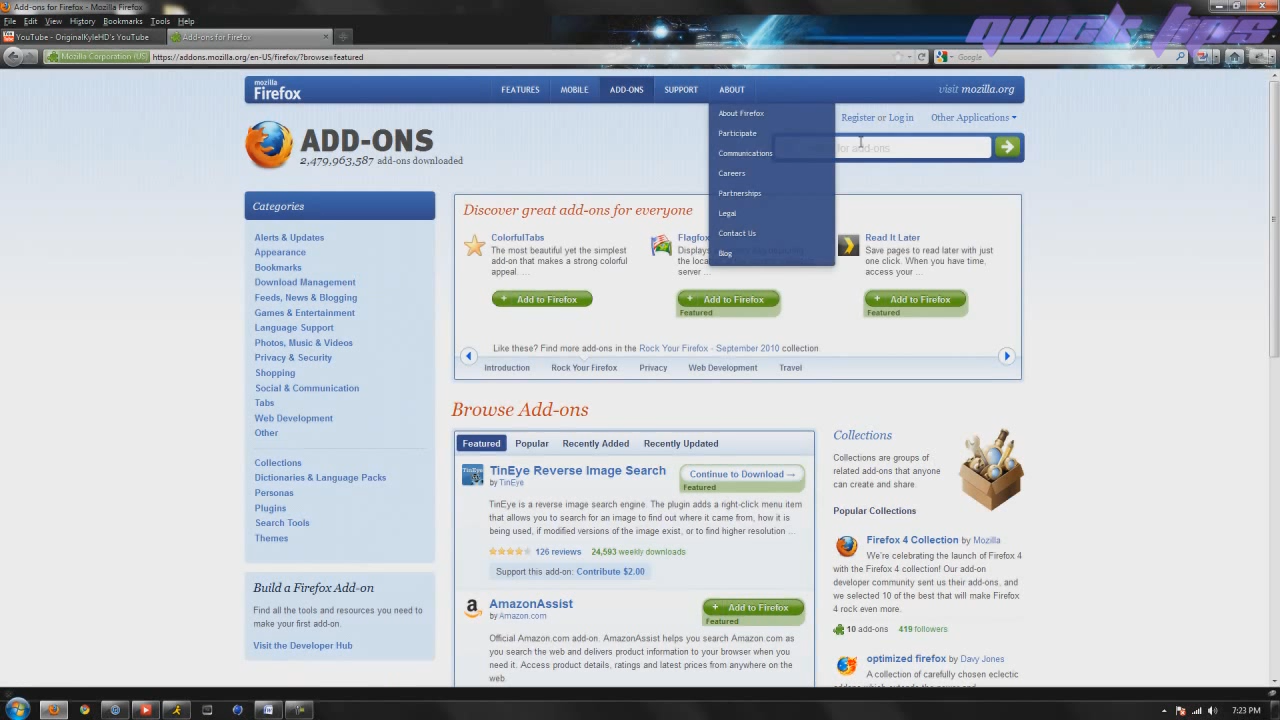 Add-ons for Firefox - Mozilla Firefox
QUICK TIPS
File Edit View History Bookmarks Tools Help
YouTube - OriginalKyleHD's YouTube
Add-ons for Firefox
Mozilla Corporation (US)
https://addons.mozilla.org/en-US/firefox/?browse=featured
Google
mozilla
Firefox
FEATURES MOBILE ADD-ONS SUPPORT ABOUT
visit mozilla.org
About Firefox
Participate
Communications
Careers
Partnerships
Legal
Contact Us
Blog
Register or Log in
Other Applications
for add-ons
ADD-ONS
2,479,963,587 add-ons downloaded
Categories
Alerts & Updates
Appearance
Bookmarks
Download Management
Feeds, News & Blogging
Games & Entertainment
Language Support
Photos, Music & Videos
Privacy & Security
Shopping
Social & Communication
Tabs
Web Development
Other
Collections
Dictionaries & Language Packs
Personas
Plugins
Search Tools
Themes
Build a Firefox Add-on
Find all the tools and resources you need to
make your first add-on.
Visit the Developer Hub
Discover great add-ons for everyone
ColorfulTabs
The most beautiful yet the simplest
add-on that makes a strong colorful
appeal. ...
+ Add to Firefox
Flagfox
Displays
the loca
server ...
+ Add to Firefox
Featured
Read It Later
Save pages to read later with just
one click. When you have time,
access your ...
+ Add to Firefox
Featured
Like these? Find more add-ons in the Rock Your Firefox - September 2010 collection
Introduction Rock Your Firefox Privacy Web Development Travel
Browse Add-ons
Featured Popular Recently Added Recently Updated
TinEye
TinEye Reverse Image Search
by TinEye
Continue to Download →
Featured
TinEye is a reverse image search engine. The plugin adds a right-click menu item
that allows you to search for an image to find out where it came from, how it is
being used, if modified versions of the image exist, or to find higher resolution ...
126 reviews 24,593 weekly downloads
Support this add-on: Contribute $2.00
AmazonAssist
by Amazon.com
+ Add to Firefox
Featured
Official Amazon.com add-on. AmazonAssist helps you search Amazon.com as
you search the web and delivers product information to your browser when you
need it. Access product details, ratings and latest prices from anywhere on the
web.
Collections
Collections are groups of
related add-ons that anyone
can create and share.
Popular Collections
Firefox 4 Collection by Mozilla
We're celebrating the launch of Firefox 4
with the Firefox 4 collection! Our add-on
developer community sent us their add-ons, and
we selected 10 of the best that will make Firefox
4 rock even more.
10 add-ons 419 followers
optimized firefox by Davy Jones
A collection of carefully chosen eclectic
7:23 PM